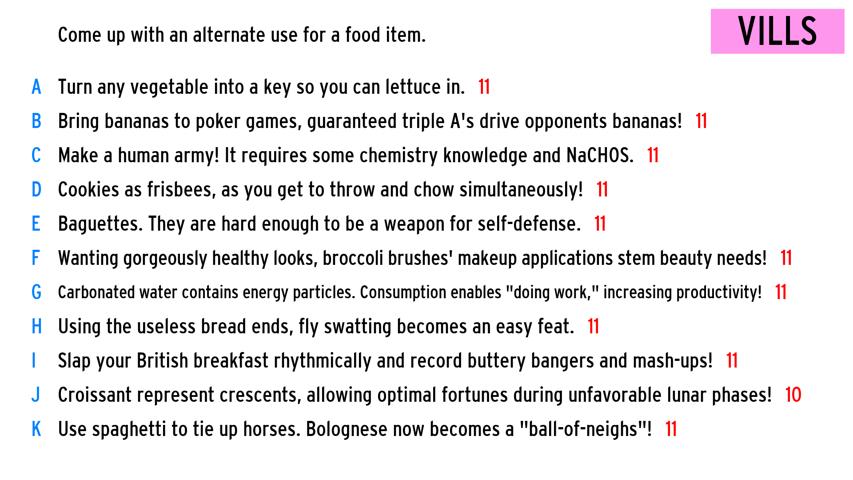 Come up with an alternate use for a food item.
VILLS
A Turn any vegetable into a key so you can lettuce in. 11
B Bring bananas to poker games, guaranteed triple A's drive opponents bananas! 11
C Make a human army! It requires some chemistry knowledge and NaCHOS. 11
D Cookies as frisbees, as you get to throw and chow simultaneously! 11
E Baguettes. They are hard enough to be a weapon for self-defense. 11
F Wanting gorgeously healthy looks, broccoli brushes' makeup applications stem beauty needs! 11
G Carbonated water contains energy particles. Consumption enables "doing work," increasing productivity! 11
H Using the useless bread ends, fly swatting becomes an easy feat. 11
I Slap your British breakfast rhythmically and record buttery bangers and mash-ups! 11
J Croissant represent crescents, allowing optimal fortunes during unfavorable lunar phases! 10
K Use spaghetti to tie up horses. Bolognese now becomes a "ball-of-neighs"! 11